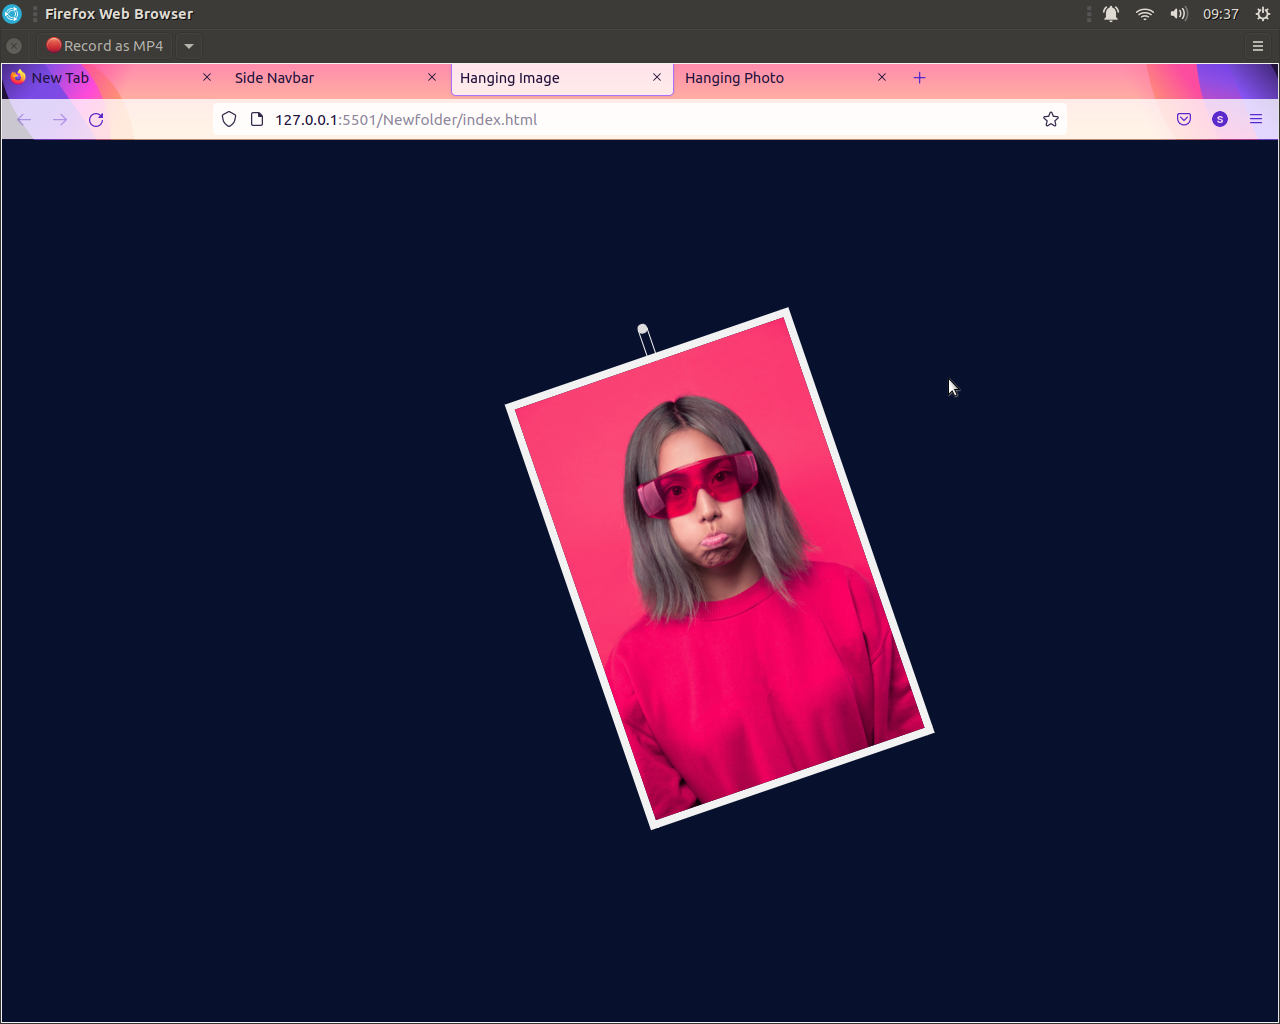 Firefox Web Browser
09:37
Record as MP4
New Tab
Side Navbar
Hanging Image
Hanging Photo
127.0.0.1:5501/Newfolder/index.html
S